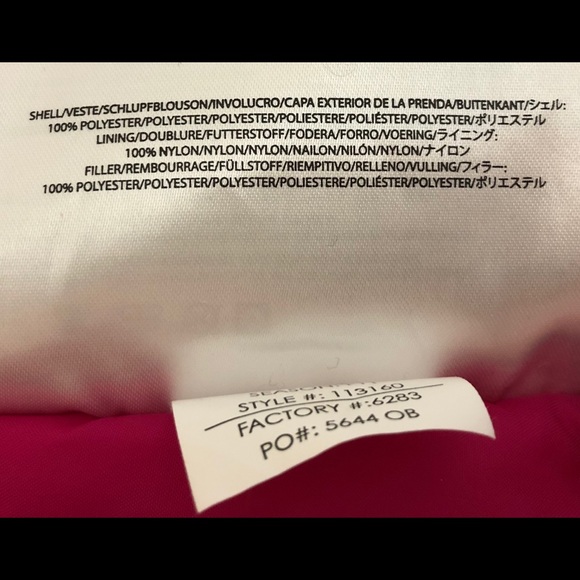 SHELL/VESTE/SCHLUPFBLOUSON/INVOLUCRO/CAPA EXTERIOR DE LA PRENDA/BUITENKANT/シェル:
100% POLYESTER/POLYESTER/POLYESTER/POLIESTERE/POLIÉSTER/POLYESTER/ポリエステル
LINING/DOUBLURE/FUTTERSTOFF/FODERA/FORRO/VOERING/ライニング:
100% NYLON/NYLON/NYLON/NAILON/NILÓN/NYLON/ナイロン
FILLER/REMBOURRAGE/FÜLLSTOFF/RIEMPITIVO/RELLENO/VULLING/フィラー:
100% POLYESTER/POLYESTER/POLYESTER/POLIESTERE/POLIÉSTER/POLYESTER/ポリエステル
STYLE #: 113160
FACTORY #:6283
PO#: 5644 OB